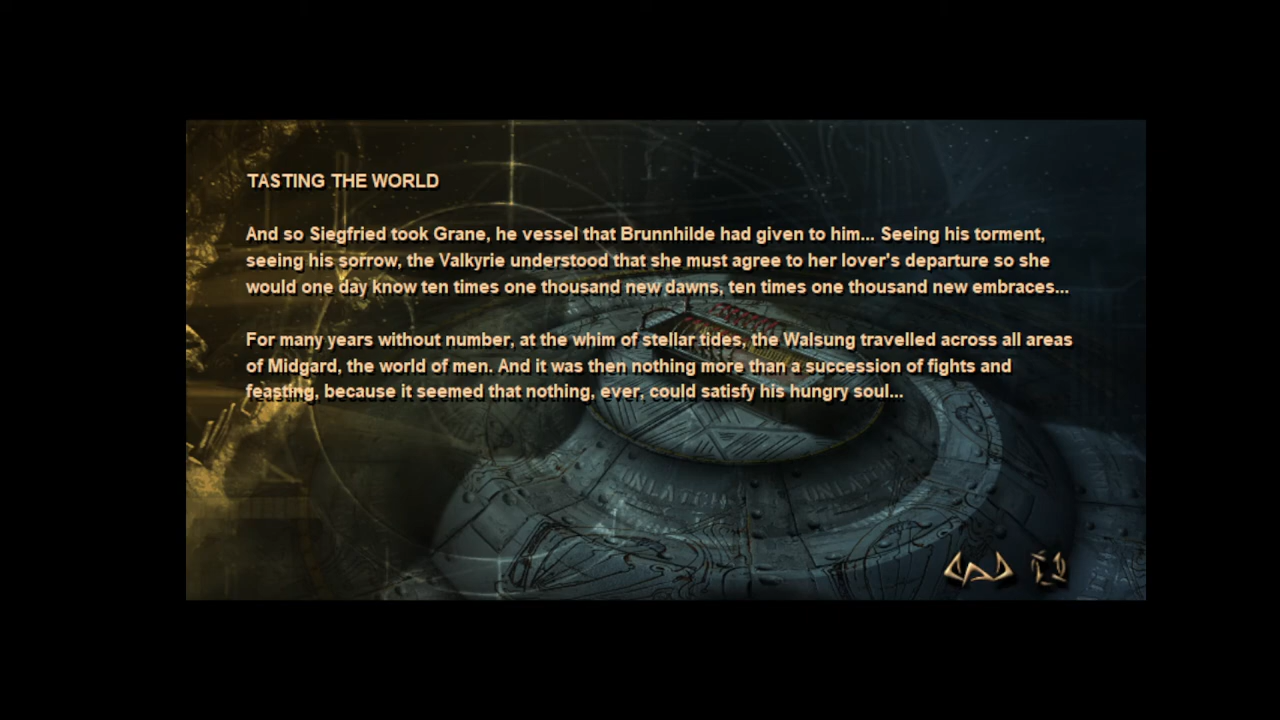 TASTING THE WORLD
And so Siegfried took Grane, he vessel that Brunnhilde had given to him... Seeing his torment,
seeing his sorrow, the Valkyrie understood that she must agree to her lover's departure so she
would one day know ten times one thousand new dawns, ten times one thousand new embraces...
For many years without number, at the whim of stellar tides, the Walsung travelled across all areas
of Midgard, the world of men. And it was then nothing more than a succession of fights and
feasting, because it seemed that nothing, ever, could satisfy his hungry soul...